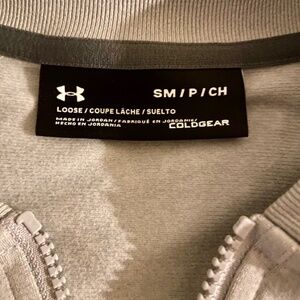 SM / P / CH
LOOSE / COUPE LÂCHE / SUELTO
MADE IN JORDAN / FABRIQUÉ EN JORDANIE/
HECHO EN JORDANIA
COLDGEAR